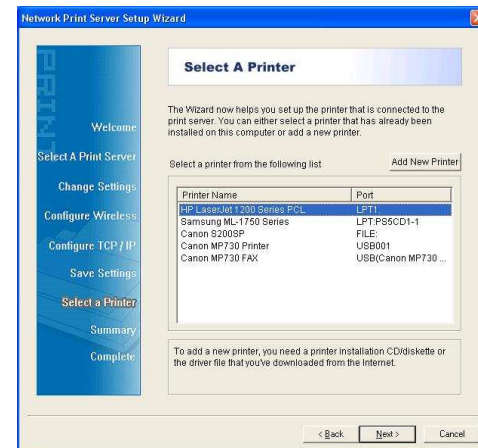 Network Print Server Setup Wizard
PRINT
Welcome
Select A Print Server
Change Settings
Configure Wireless
Configure TCP / IP
Save Settings
Select a Printer
Summary
Complete
Select A Printer
The Wizard now helps you set up the printer that is connected to the
print server. You can either select a printer that has already been
installed on this computer or add a new printer.
Select a printer from the following list
Add New Printer
Printer Name Port
HP LaserJet 1200 Series PCL LPT1:
Samsung ML-1750 Series LPT:PS5CD1-1
Canon S200SP FILE:
Canon MP730 Printer USB001
Canon MP730 FAX USB(Canon MP730 ...
To add a new printer, you need a printer installation CD/diskette or
the driver file that you've downloaded from the Internet.
< Back Next > Cancel